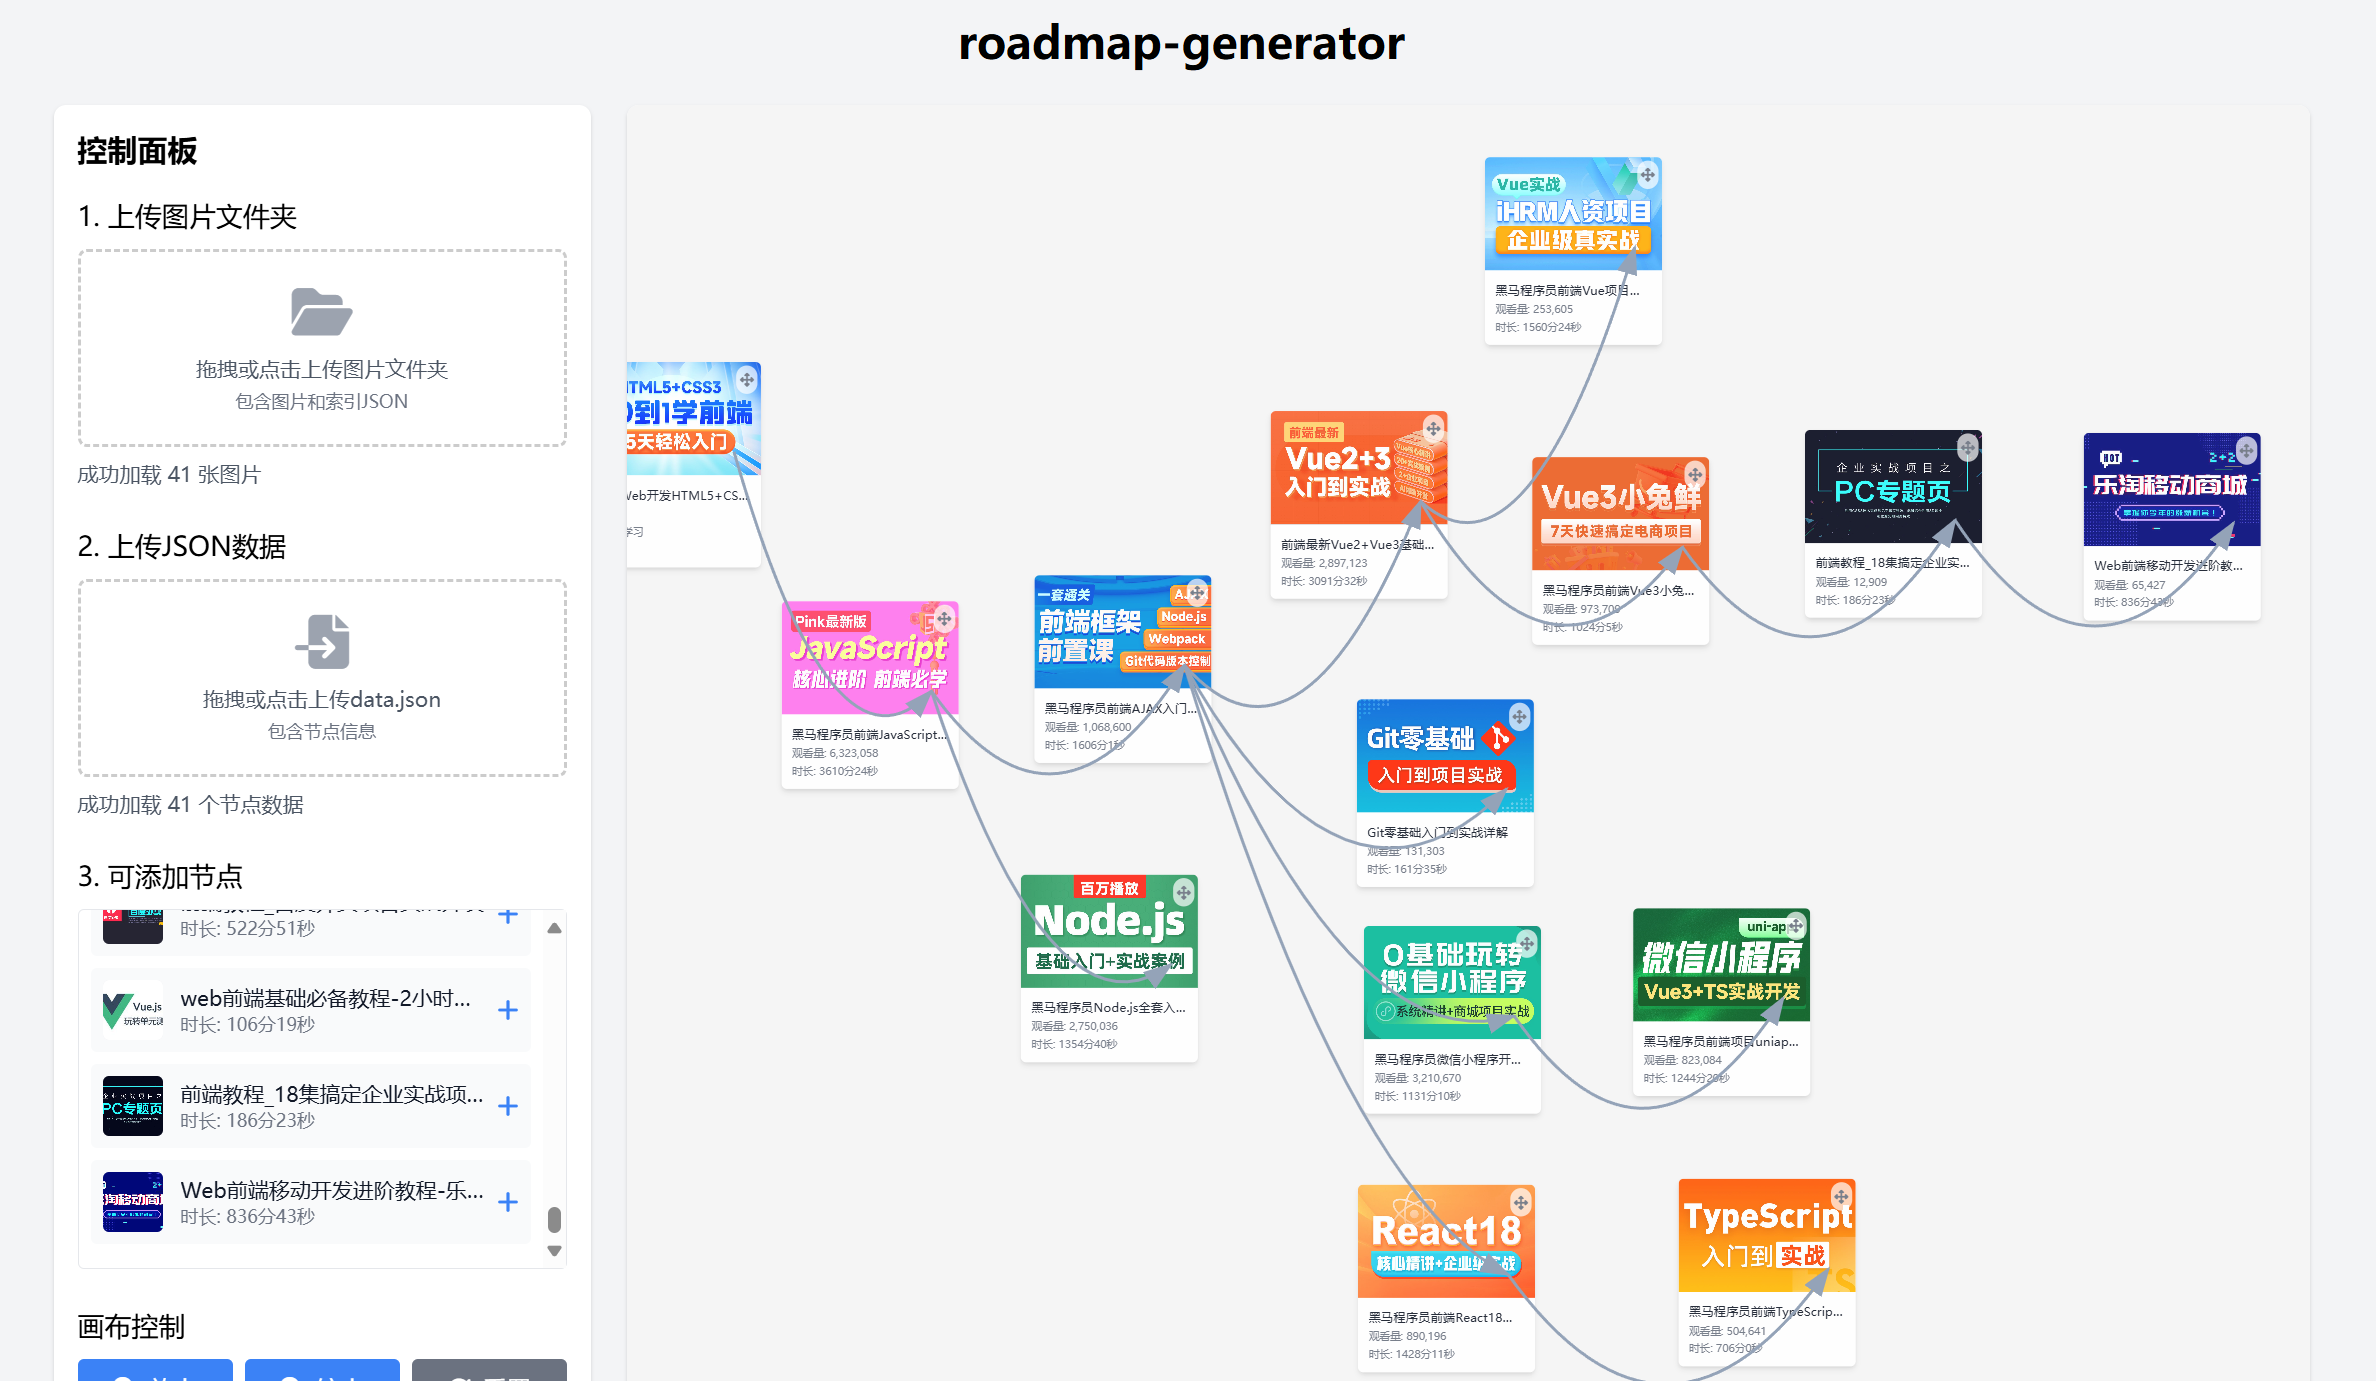 roadmap-generator
控制面板
1. 上传图片文件夹
拖拽或点击上传图片文件夹
包含图片和索引JSON
成功加载 41 张图片
2. 上传JSON数据
拖拽或点击上传data.json
包含节点信息
成功加载 41 个节点数据
3. 可添加节点
时长: 522分51秒
Vue.js
web前端基础必备教程-2小时...
时长: 106分19秒
PC专题页
前端教程_18集搞定企业实战项...
时长: 186分23秒
Web前端移动开发进阶教程-乐...
时长: 836分43秒
画布控制
Vue实战
iHRM人资项目
企业级真实战
黑马程序员前端Vue项目...
观看量: 253,605
时长: 1560分24秒
TML5+CSS3
到1学前端
5天轻松入门
eb开发HTML5+CS...
学习
前端最新
Vue2+3
入门到实战
前端最新Vue2+Vue3基础...
观看量: 2,897,123
时长: 3091分32秒
Vue3小兔鲜
7天快速搞定电商项目
黑马程序员前端Vue3小兔...
观看量: 973,709
时长: 1024分5秒
企业实战项目之
PC专题页
前端教程_18集搞定企业实...
观看量: 12,909
时长: 186分23秒
HOT
2+2
乐淘移动商城
Web前端移动开发进阶教...
观看量: 65,427
时长: 836分43秒
Pink最新版
JavaScript
核心进阶 前端必学
黑马程序员前端JavaScript...
观看量: 6,323,058
时长: 3610分24秒
一套通关
前端框架
前置课
Node.js
Webpack
Git代码版本控制
黑马程序员前端AJAX入门...
观看量: 1,068,600
时长: 1606分1秒
Git零基础
入门到项目实战
Git零基础入门到实战详解
观看量: 131,303
时长: 161分35秒
百万播放
Node.js
基础入门+实战案例
黑马程序员Node.js全套入...
观看量: 2,750,036
时长: 1354分40秒
0基础玩转
微信小程序
系统精讲+商城项目实战
黑马程序员微信小程序开...
观看量: 3,210,670
时长: 1131分10秒
uni-ap
微信小程序
Vue3+TS实战开发
黑马程序员前端项目uniap...
观看量: 823,084
时长: 1244分20秒
React18
核心精讲+企业级实战
黑马程序员前端React18...
观看量: 890,196
时长: 1428分11秒
TypeScript
入门到 实战
黑马程序员前端TypeScrip...
观看量: 504,641
时长: 706分0秒